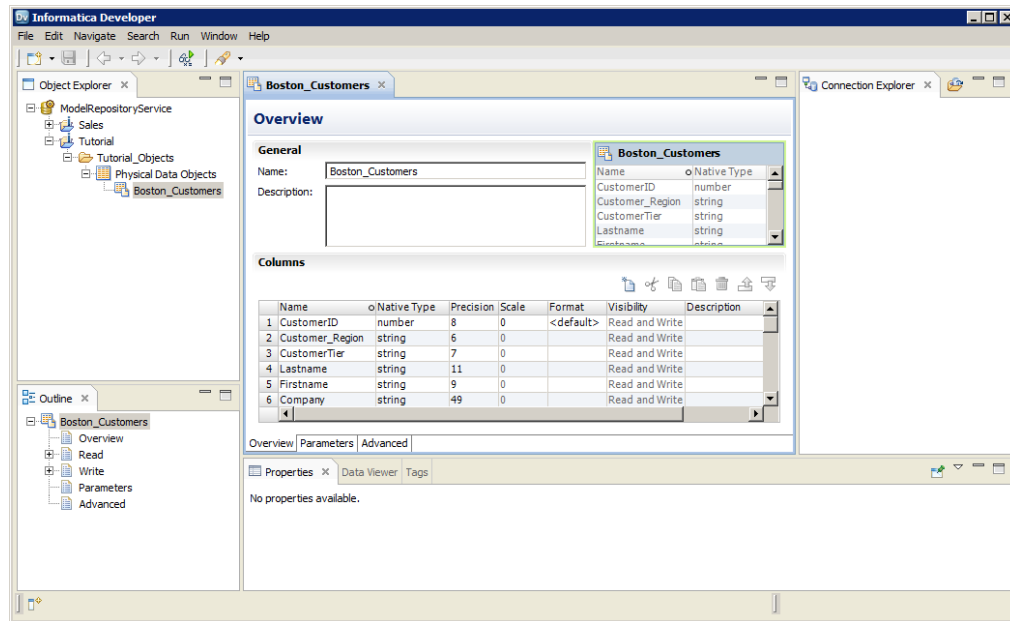 Informatica Developer
File Edit Navigate Search Run Window Help
Object Explorer
ModelRepositoryService
Sales
Tutorial
Tutorial_Objects
Physical Data Objects
Boston_Customers
Outline
Boston_Customers
Overview
Read
Write
Parameters
Advanced
Boston_Customers
Overview
General
Name: Boston_Customers
Description:
Boston_Customers
Name Native Type
CustomerID number
Customer_Region string
CustomerTier string
Lastname string
Firstname string
Columns
Name Native Type Precision Scale Format Visibility Description
1 CustomerID number 8 0 <default> Read and Write
2 Customer_Region string 6 0 Read and Write
3 CustomerTier string 7 0 Read and Write
4 Lastname string 11 0 Read and Write
5 Firstname string 9 0 Read and Write
6 Company string 49 0 Read and Write
Overview Parameters Advanced
Connection Explorer
Properties Data Viewer Tags
No properties available.